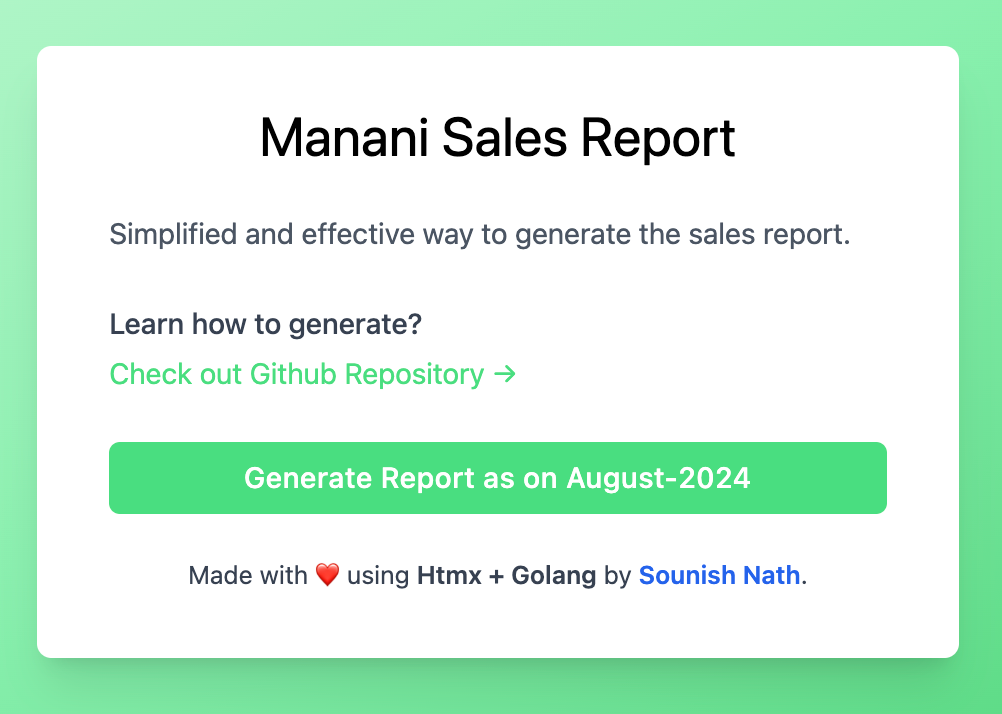 Manani Sales Report
Simplified and effective way to generate the sales report.
Learn how to generate?
Check out Github Repository →
Generate Report as on August-2024
Made with ❤️ using Htmx + Golang by Sounish Nath.